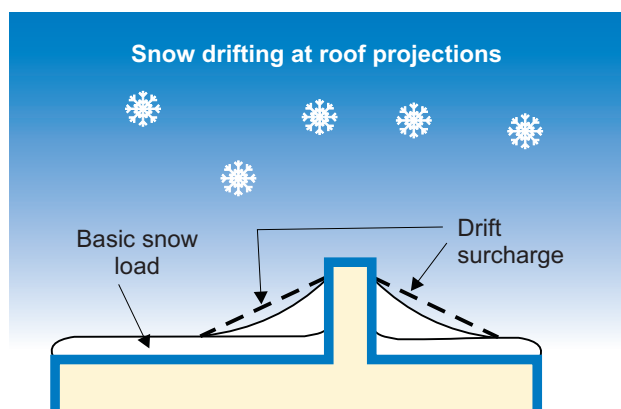 Snow drifting at roof projections
Basic snow
load
Drift
surcharge